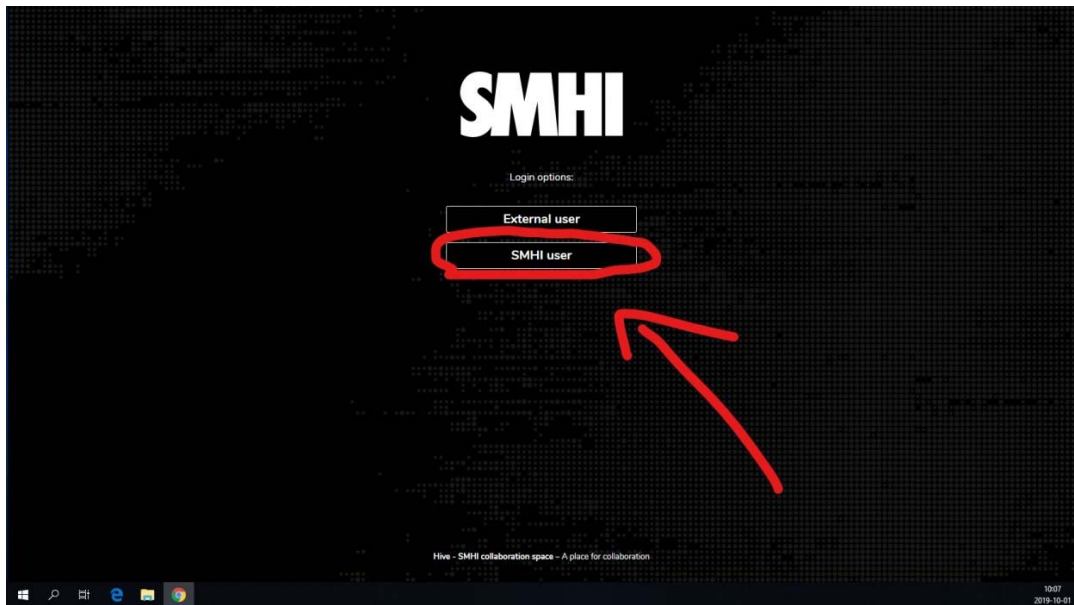 SMHI
Login options:
External user
SMHI user
Hive - SMHI collaboration space – A place for collaboration
10:07
2019-10-01